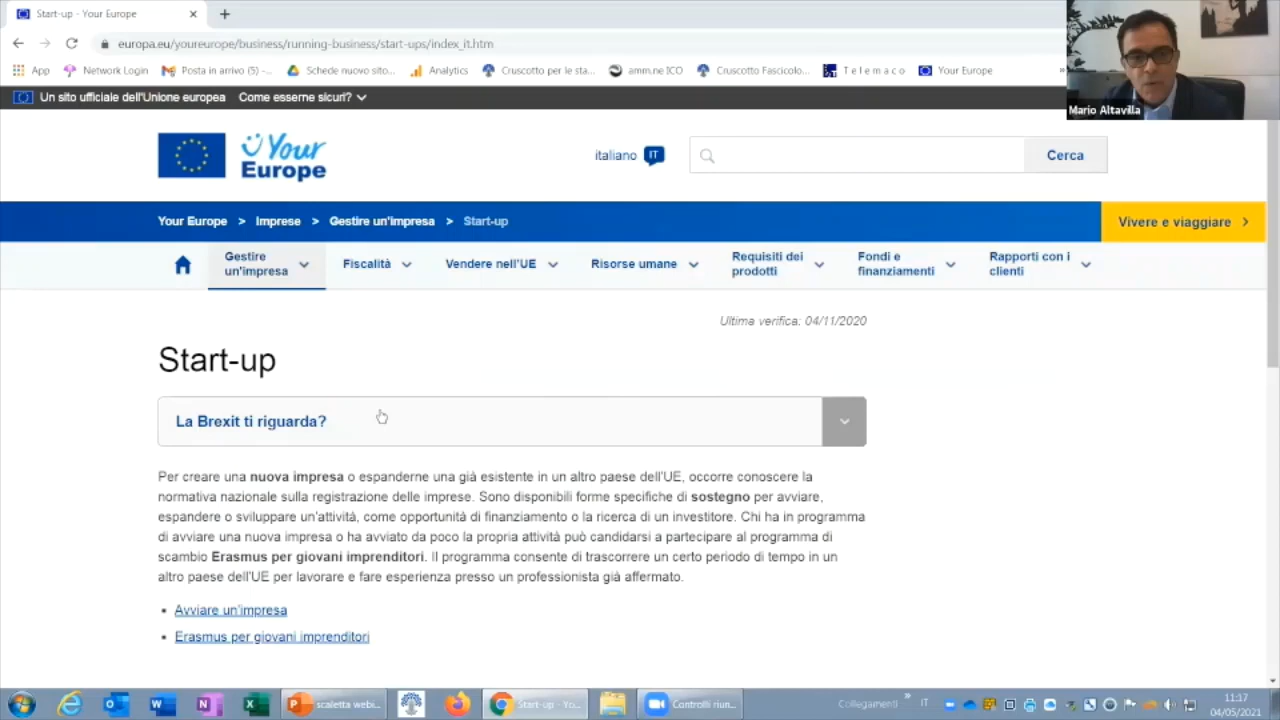 Start-up - Your Europe
europa.eu/youreurope/business/running-business/start-ups/index_it.htm
App
Network Login
Posta in arrivo (5) -...
Schede nuovo sito...
Analytics
Cruscotto per le sta...
amm.ne ICO
Cruscotto Fascicolo...
T e l e m a c o
Your Europe
Mario Altavilla
Un sito ufficiale dell'Unione europea
Come esserne sicuri?
Your
Europe
italiano IT
Cerca
Your Europe > Imprese > Gestire un'impresa > Start-up
Vivere e viaggiare >
Gestire
un'impresa
Fiscalità
Vendere nell'UE
Risorse umane
Requisiti dei
prodotti
Fondi e
finanziamenti
Rapporti con i
clienti
Ultima verifica: 04/11/2020
Start-up
La Brexit ti riguarda?
Per creare una nuova impresa o espanderne una già esistente in un altro paese dell'UE, occorre conoscere la
normativa nazionale sulla registrazione delle imprese. Sono disponibili forme specifiche di sostegno per avviare,
espandere o sviluppare un'attività, come opportunità di finanziamento o la ricerca di un investitore. Chi ha in programma
di avviare una nuova impresa o ha avviato da poco la propria attività può candidarsi a partecipare al programma di
scambio Erasmus per giovani imprenditori. Il programma consente di trascorrere un certo periodo di tempo in un
altro paese dell'UE per lavorare e fare esperienza presso un professionista già affermato.
• Avviare un'impresa
• Erasmus per giovani imprenditori
scaletta webi...
Start-up - Yo...
Controlli riun...
Collegamenti
»
IT
11:17
04/05/2021